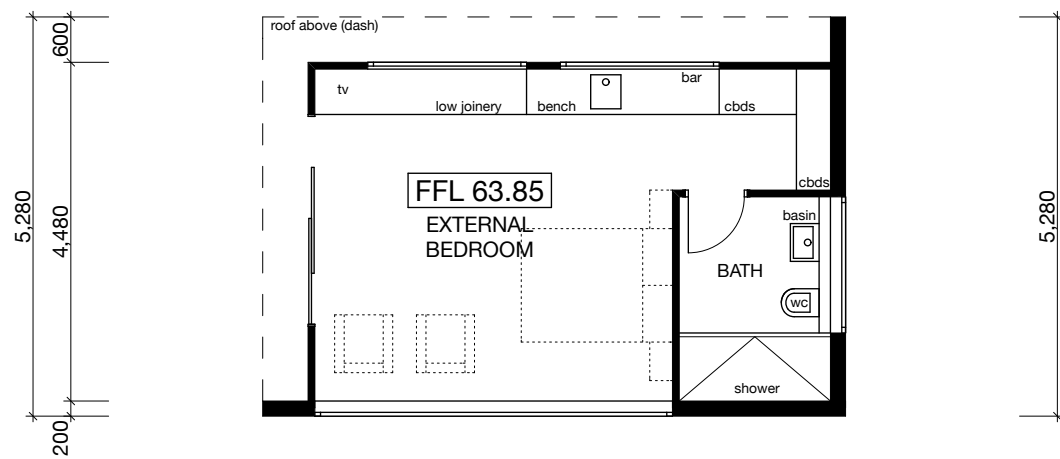 roof above (dash)
600
tv
low joinery
bench
bar
cbds
cbds
FFL 63.85
EXTERNAL
BEDROOM
5,280
4,480
5,280
basin
BATH
wc
shower
200